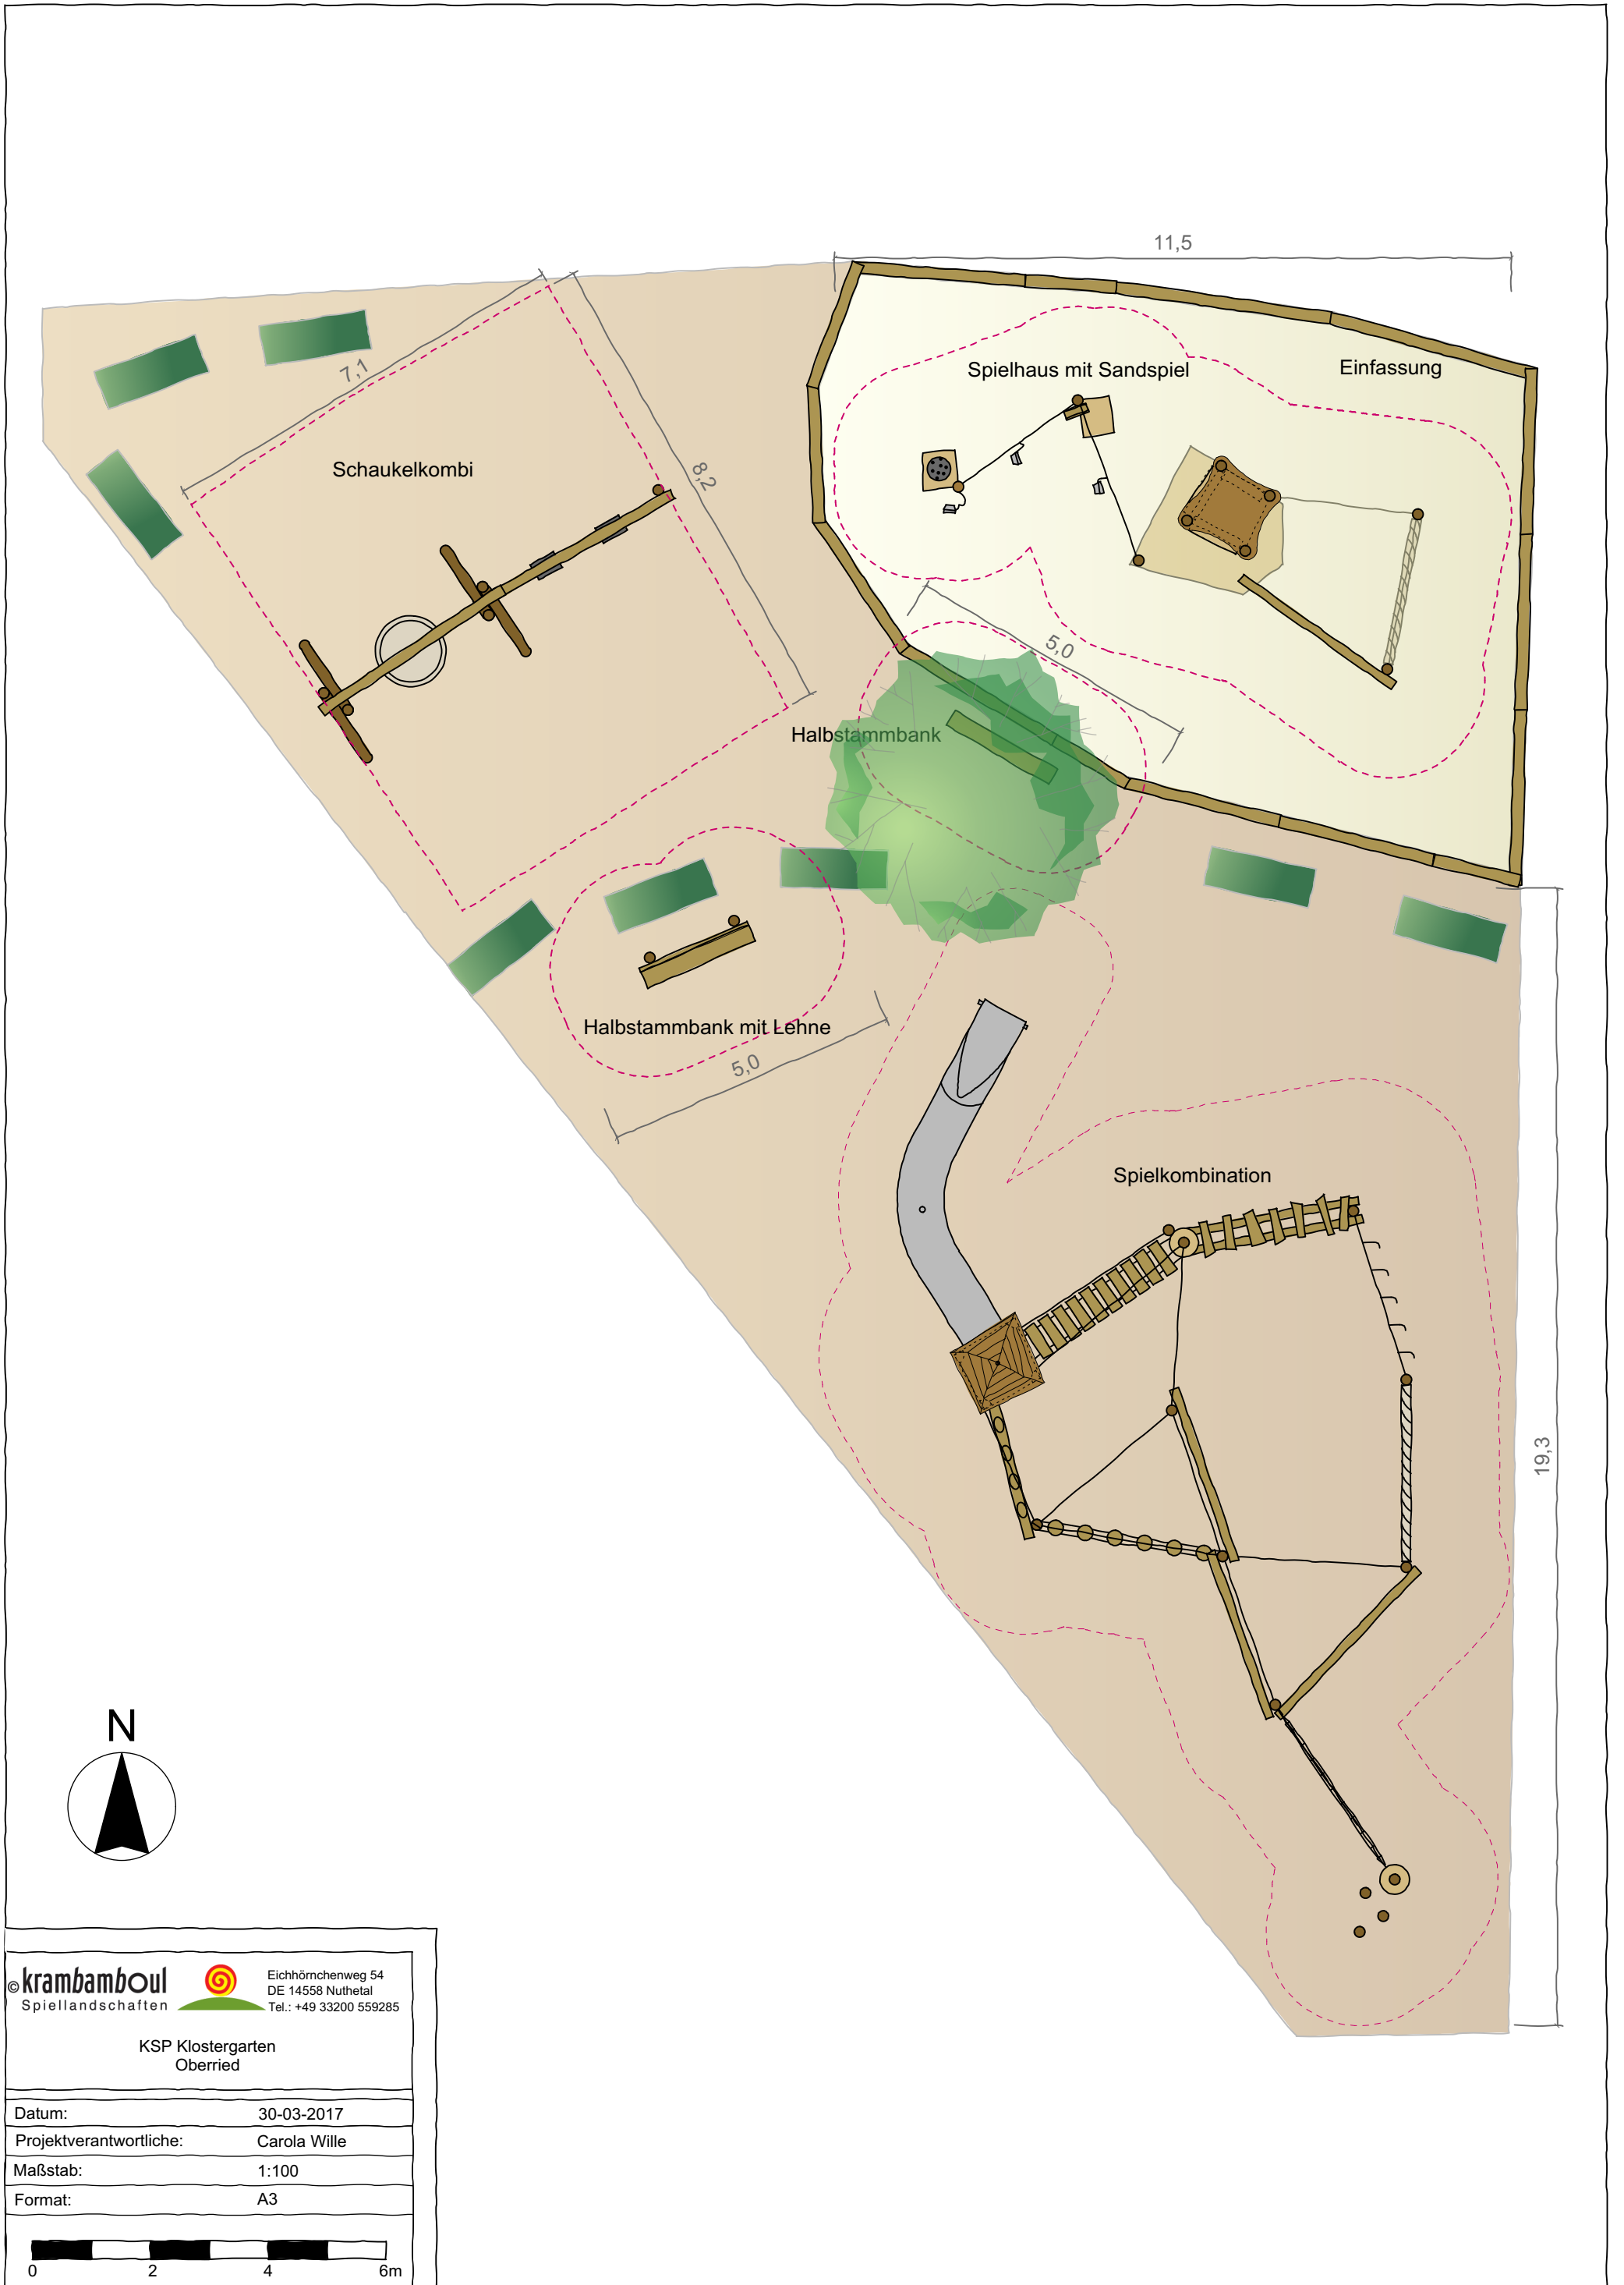 11,5
Spielhaus mit Sandspiel
Einfassung
7,1
Schaukelkombi
8,2
5,0
Halbstammbank
Halbstammbank mit Lehne
5,0
Spielkombination
19,3
N
© krambamboul
Spiellandschaften
Eichhörnchenweg 54
DE 14558 Nuthetal
Tel.: +49 33200 559285
KSP Klostergarten
Oberried
Datum: 30-03-2017
Projektverantwortliche: Carola Wille
Maßstab: 1:100
Format: A3
0 2 4 6m